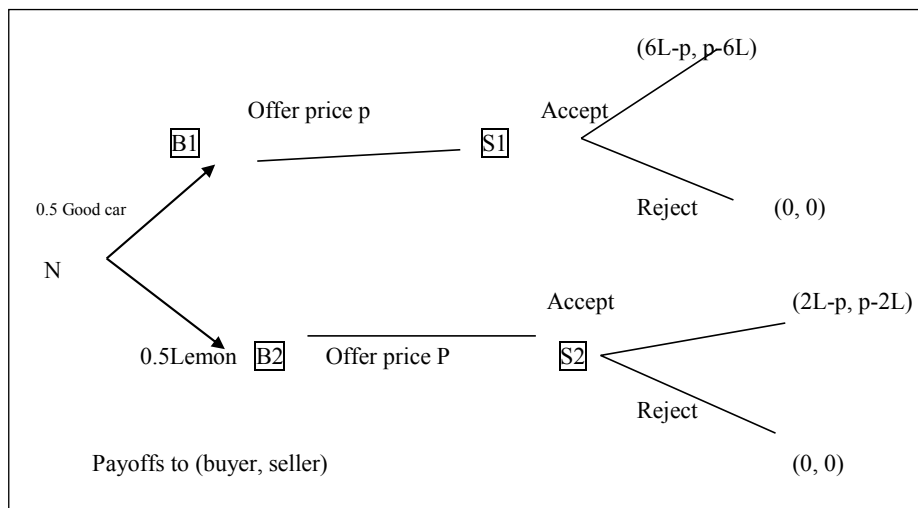 (6L-p, p-6L)
Offer price p
Accept
B1
S1
0.5 Good car
Reject
(0, 0)
N
Accept
(2L-p, p-2L)
0.5Lemon
B2
Offer price P
S2
Reject
Payoffs to (buyer, seller)
(0, 0)